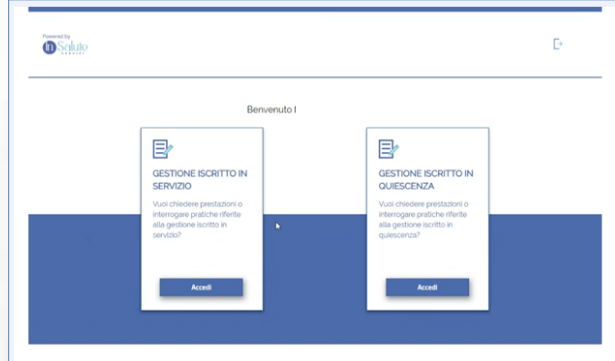 Powered by
InSalute
SERVIZI
Benvenuto I
GESTIONE ISCRITTO IN
SERVIZIO
Vuoi chiedere prestazioni o
interrogare pratiche riferite
alla gestione iscritto in
servizio?
Accedi
GESTIONE ISCRITTO IN
QUIESCENZA
Vuoi chiedere prestazioni o
interrogare pratiche riferite
alla gestione iscritto in
quiescenza?
Accedi